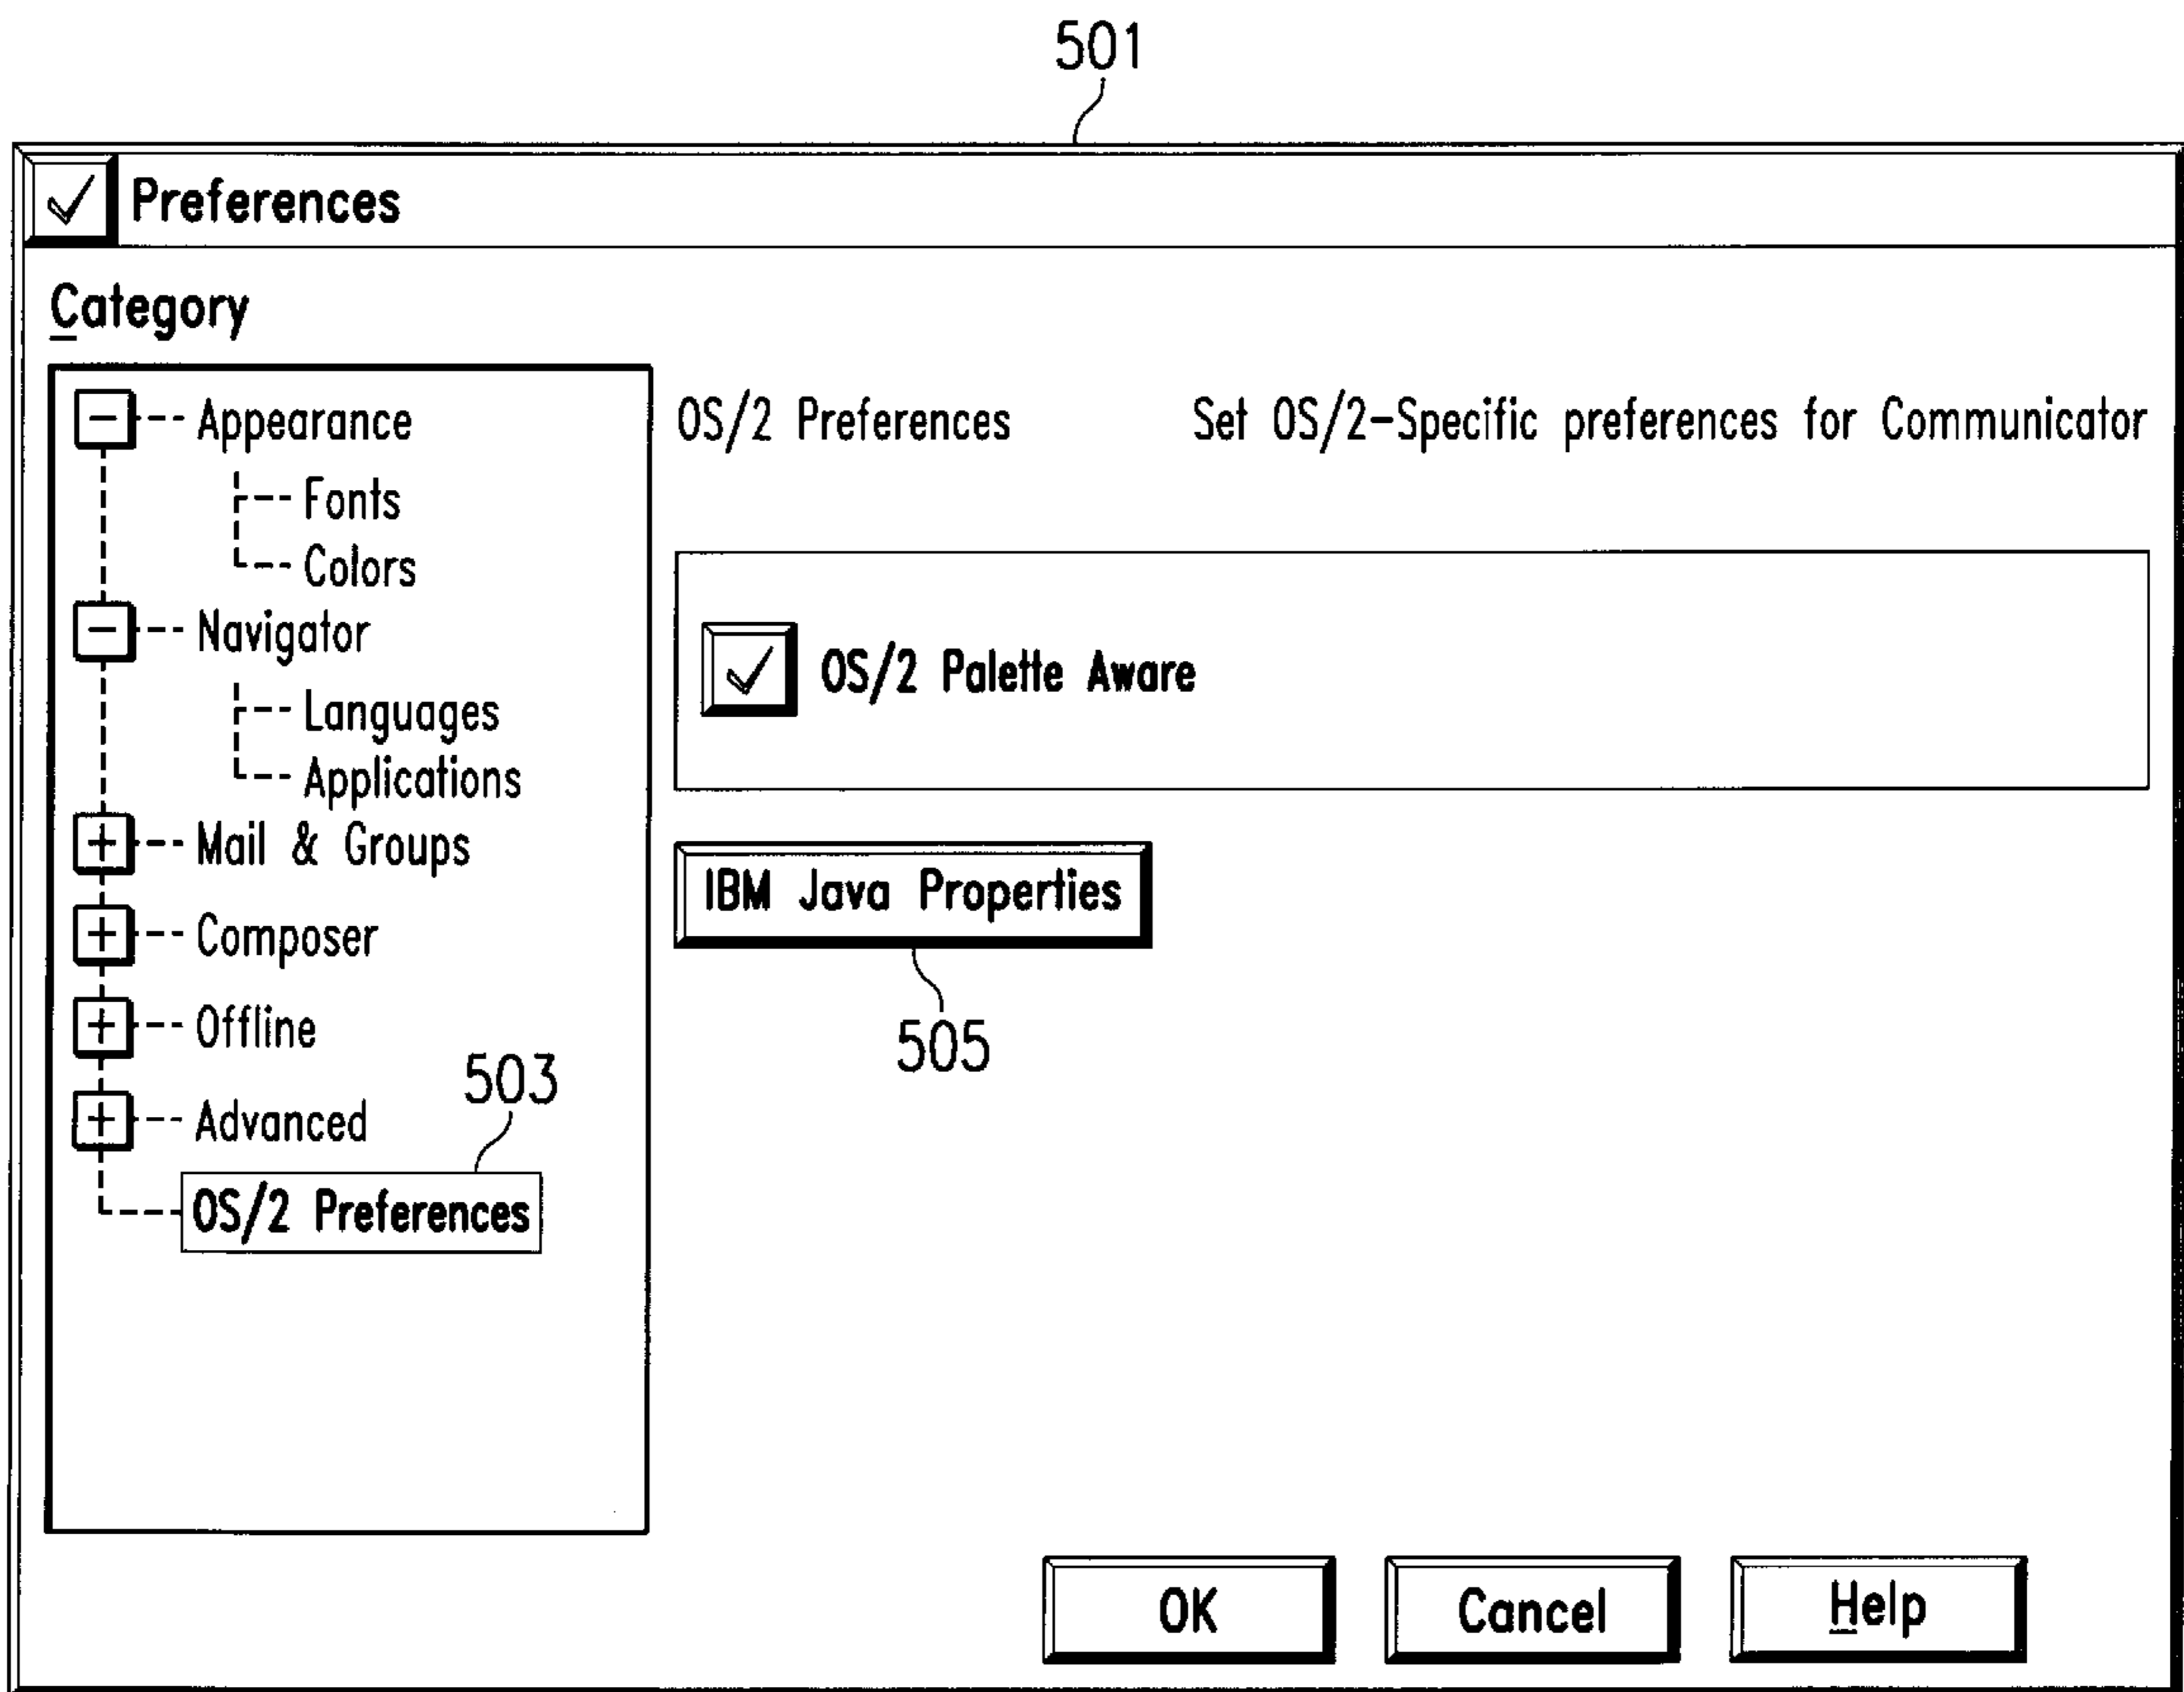 501
Preferences
Category
Appearance
Fonts
Colors
Navigator
Languages
Applications
Mail & Groups
Composer
Offline
Advanced
503
OS/2 Preferences
OS/2 Preferences Set OS/2-Specific preferences for Communicator
OS/2 Palette Aware
IBM Java Properties
505
OK Cancel Help